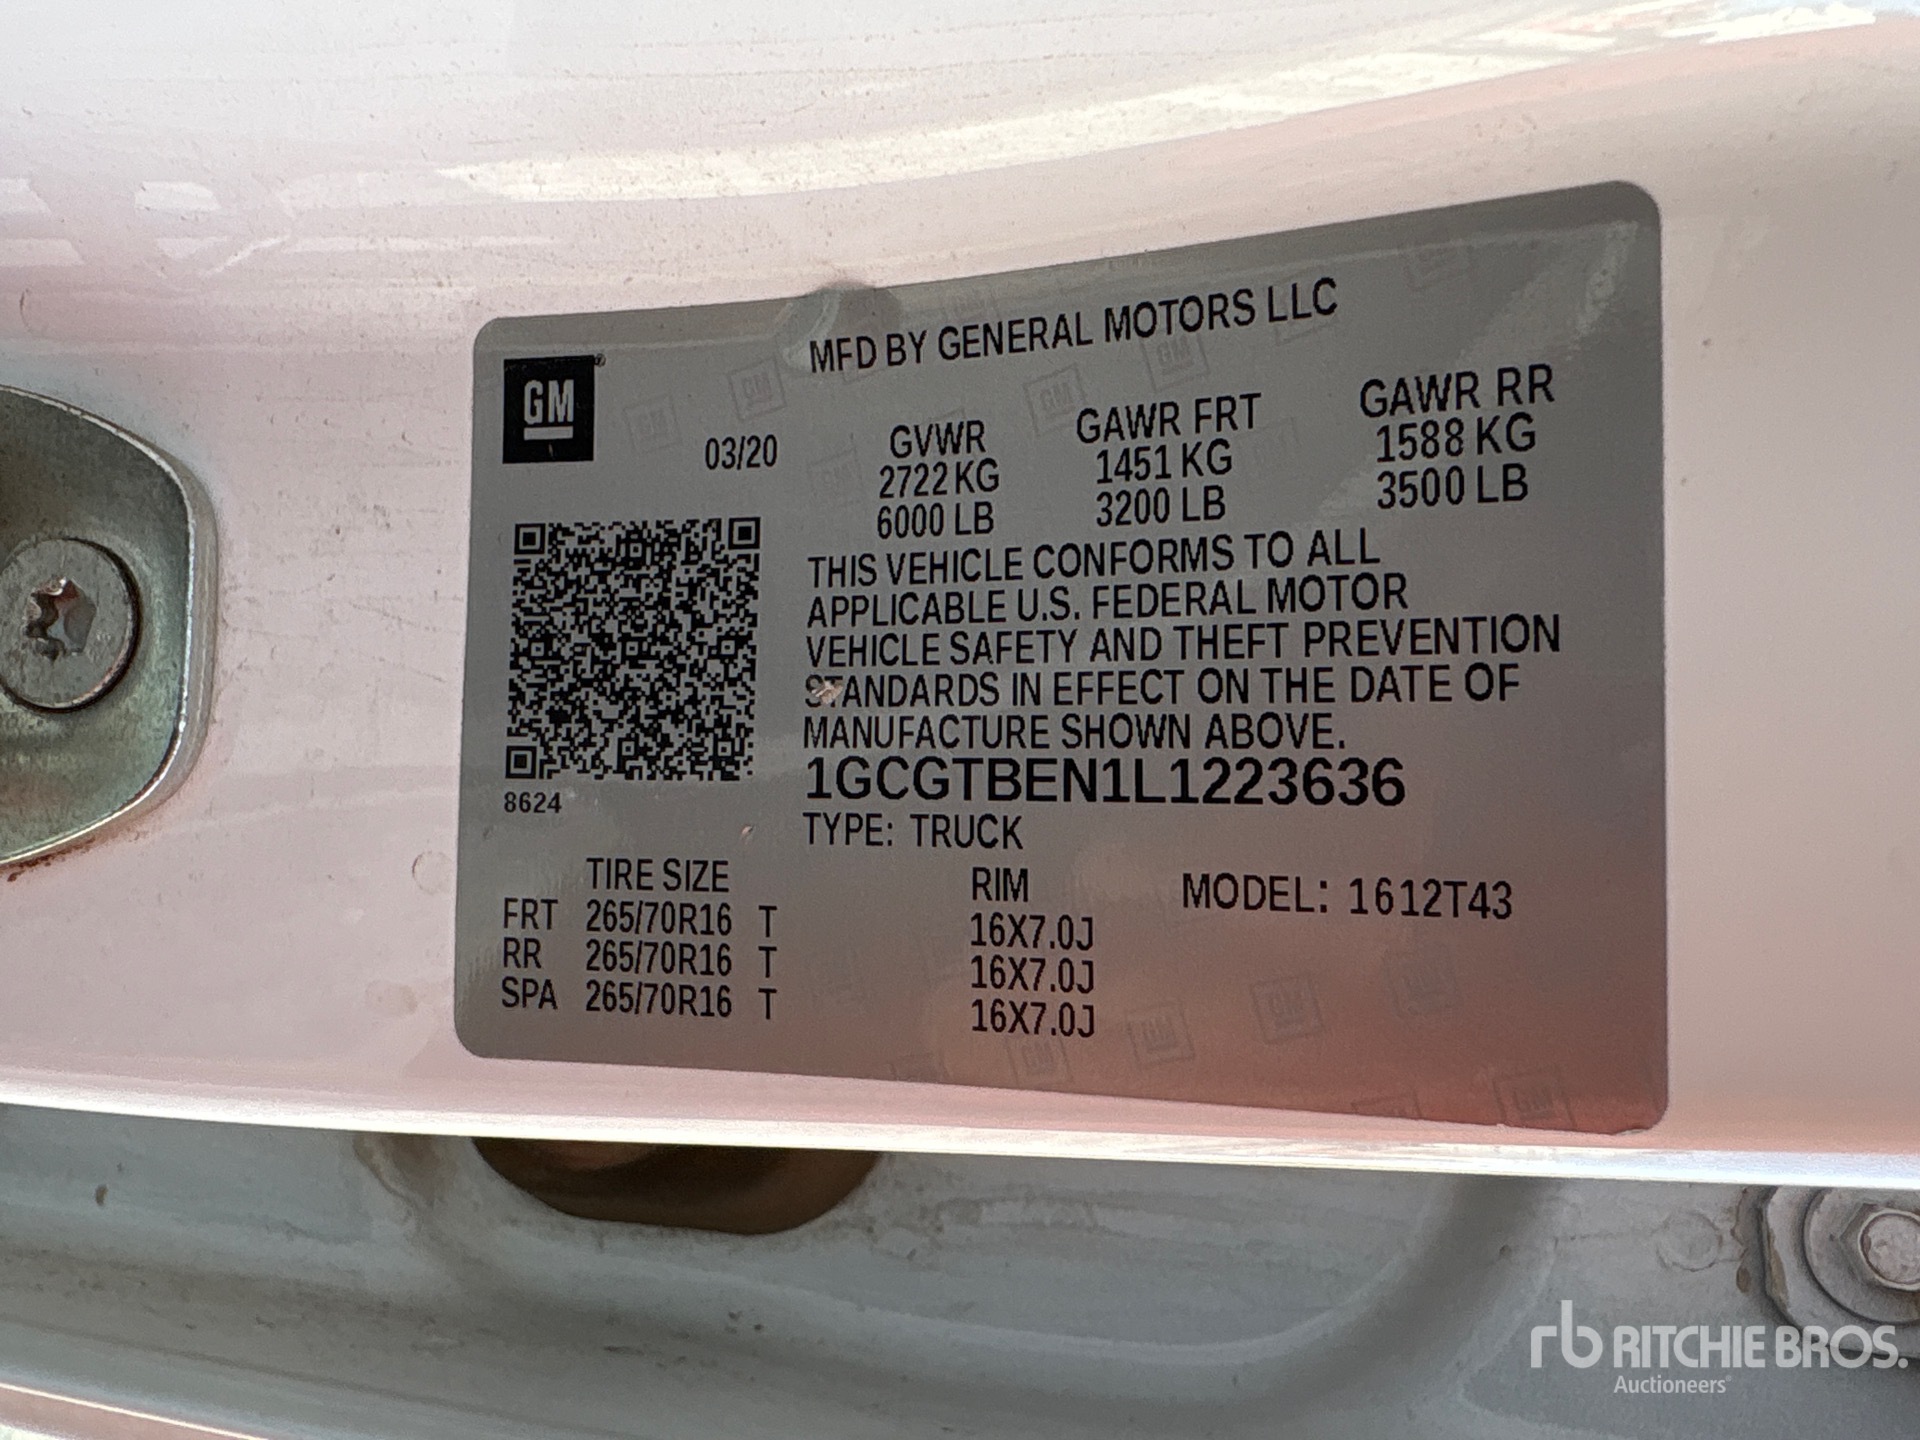 MFD BY GENERAL MOTORS LLC
GM
03/20
GVWR GAWR FRT GAWR RR
2722 KG 1451 KG 1588 KG
6000 LB 3200 LB 3500 LB
THIS VEHICLE CONFORMS TO ALL
APPLICABLE U.S. FEDERAL MOTOR
VEHICLE SAFETY AND THEFT PREVENTION
STANDARDS IN EFFECT ON THE DATE OF
MANUFACTURE SHOWN ABOVE.
1GCGTBEN1L1223636
8624
TYPE: TRUCK
TIRE SIZE RIM MODEL: 1612T43
FRT 265/70R16 T 16X7.0J
RR 265/70R16 T 16X7.0J
SPA 265/70R16 T 16X7.0J
rb RITCHIE BROS.
Auctioneers